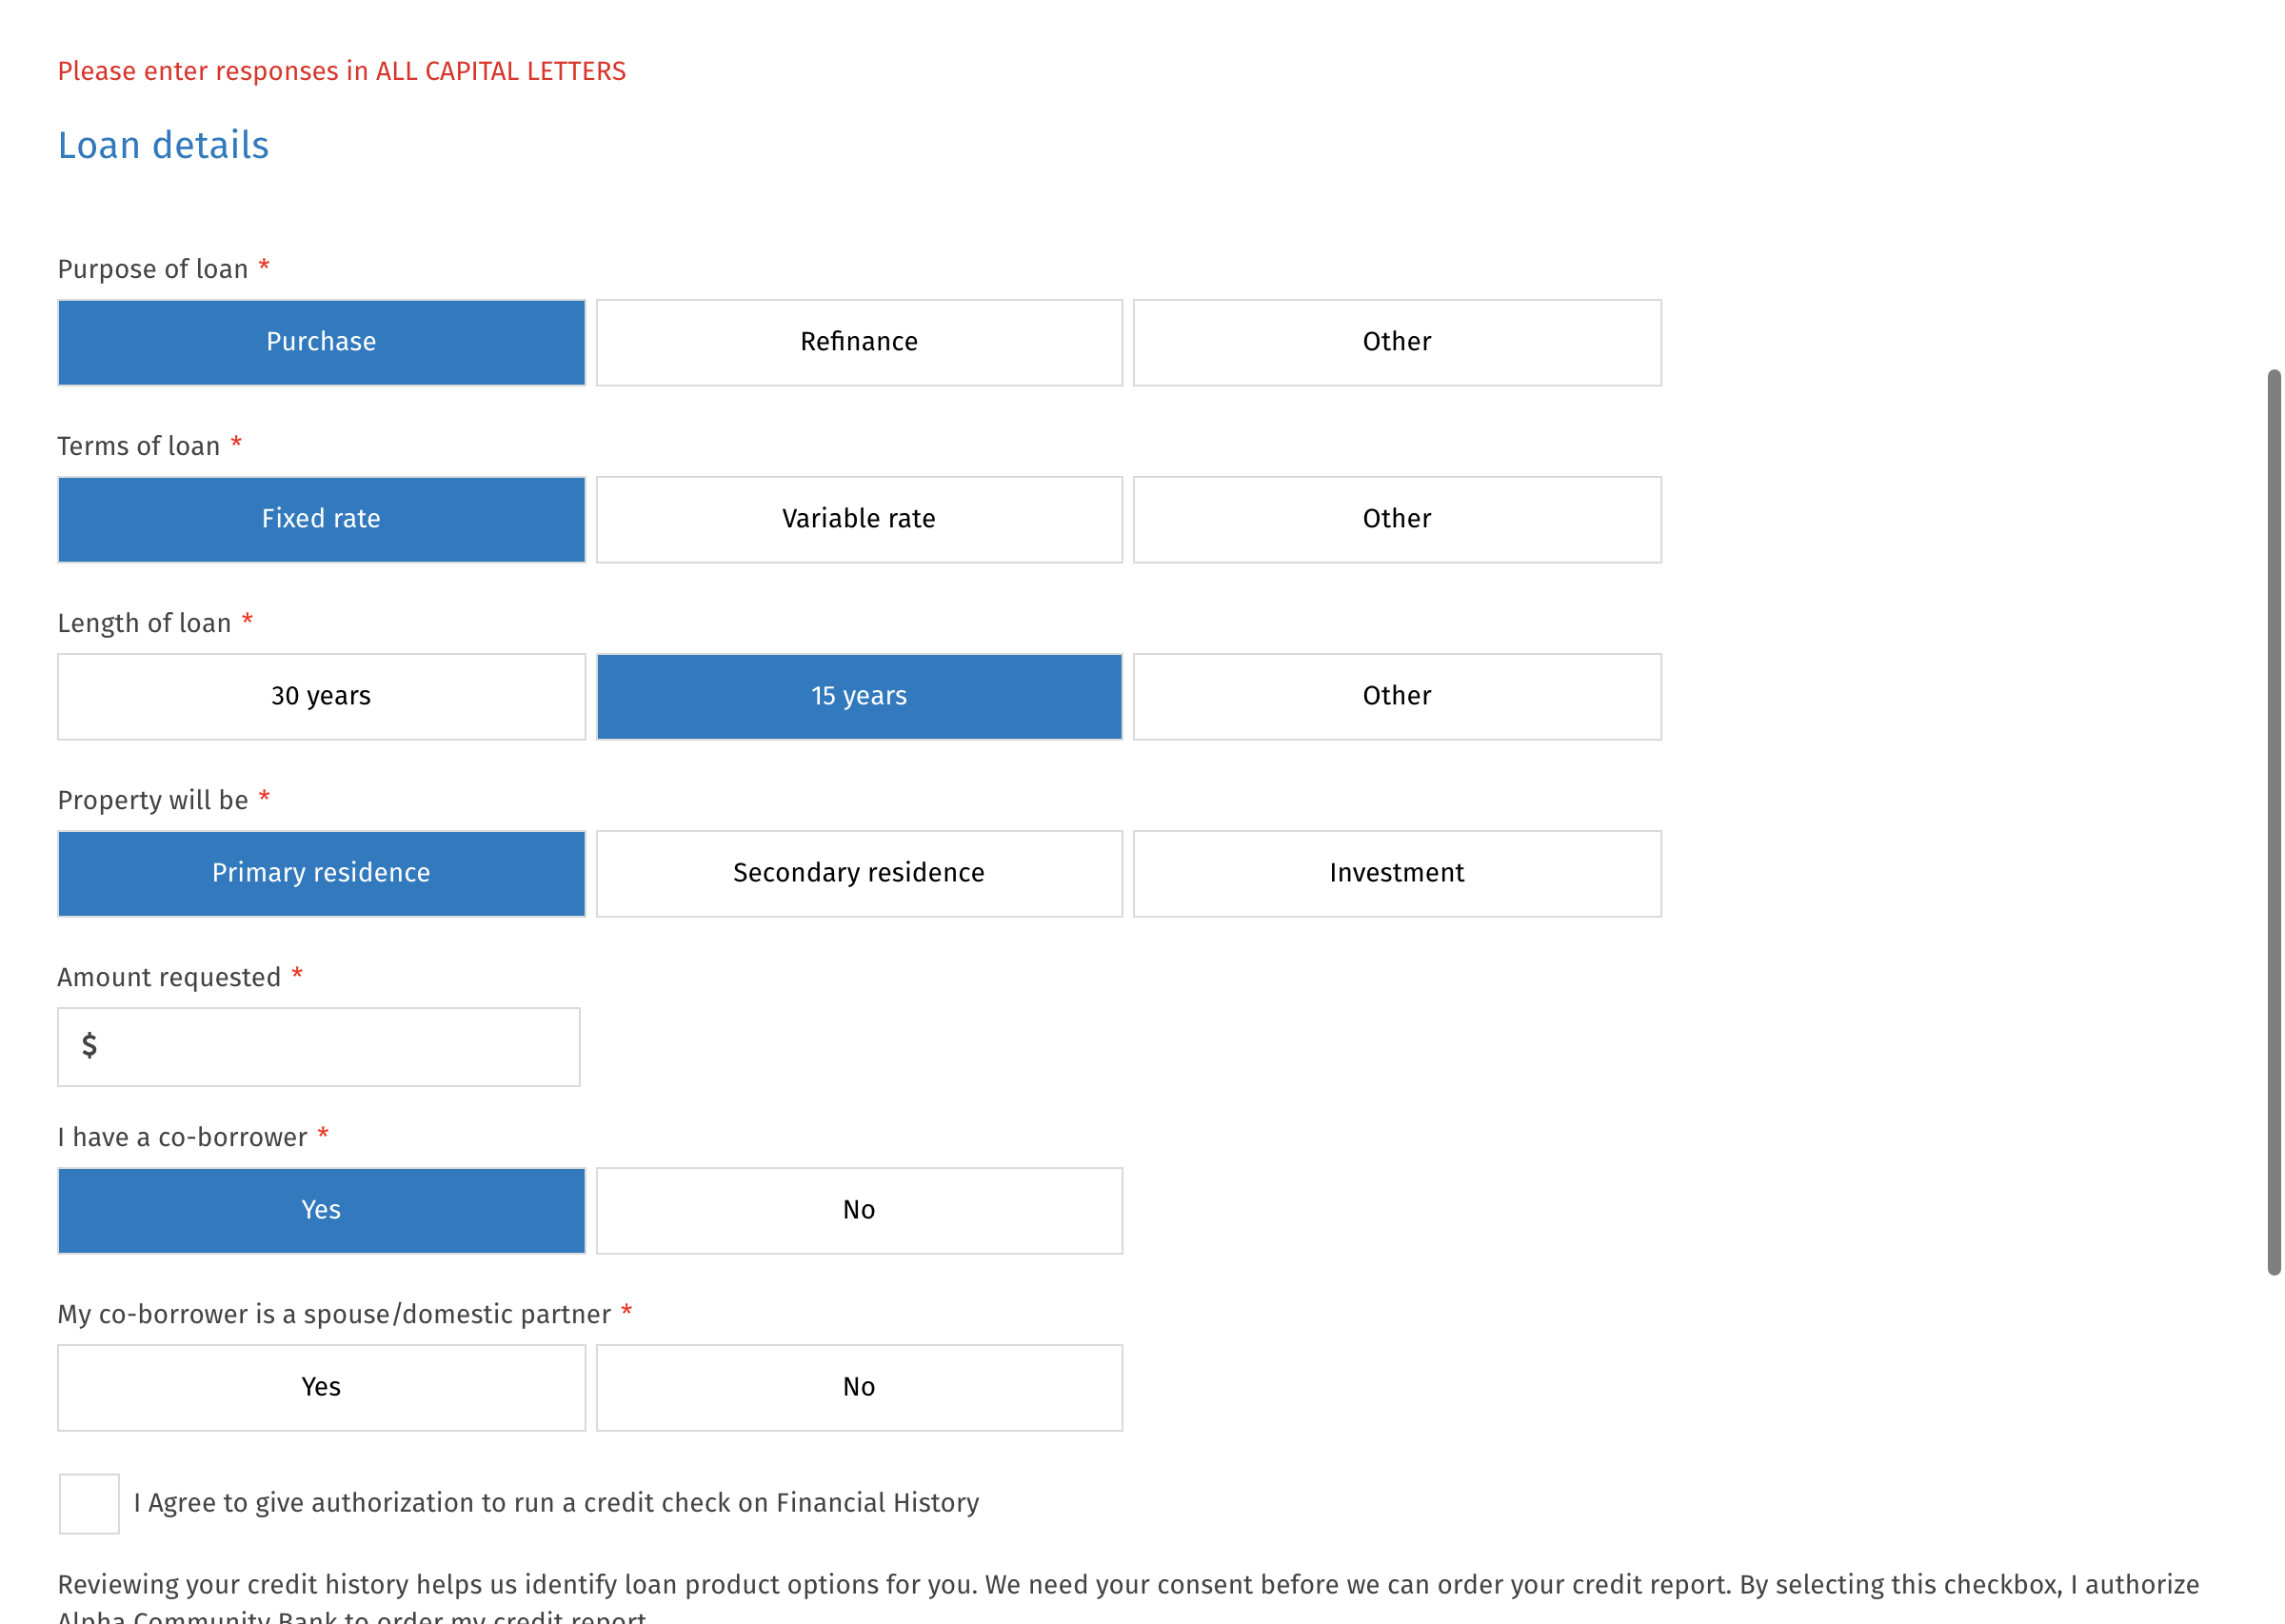 Please enter responses in ALL CAPITAL LETTERS
Loan details
Purpose of loan *
Purchase Refinance Other
Terms of loan *
Fixed rate Variable rate Other
Length of loan *
30 years 15 years Other
Property will be *
Primary residence Secondary residence Investment
Amount requested *
$
I have a co-borrower *
Yes No
My co-borrower is a spouse/domestic partner *
Yes No
I Agree to give authorization to run a credit check on Financial History
Reviewing your credit history helps us identify loan product options for you. We need your consent before we can order your credit report. By selecting this checkbox, I authorize
Alpha Community Bank to order my credit report.